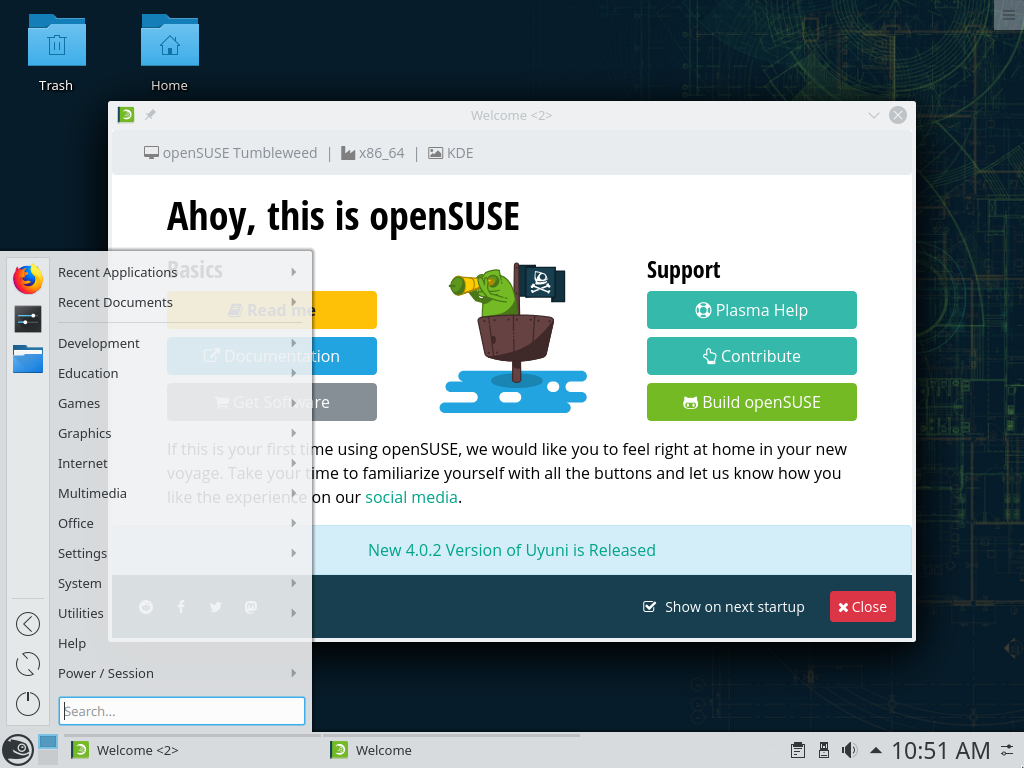 Trash
Home
Welcome <2>
openSUSE Tumbleweed | x86_64 | KDE
Ahoy, this is openSUSE
Basics
Read me
Documentation
Get Software
Support
Plasma Help
Contribute
Build openSUSE
If this is your first time using openSUSE, we would like you to feel right at home in your new
voyage. Take your time to familiarize yourself with all the buttons and let us know how you
like the experience on our social media.
New 4.0.2 Version of Uyuni is Released
Show on next startup
Close
Recent Applications
Recent Documents
Development
Education
Games
Graphics
Internet
Multimedia
Office
Settings
System
Utilities
Help
Power / Session
Search...
Welcome <2>
Welcome
10:51 AM